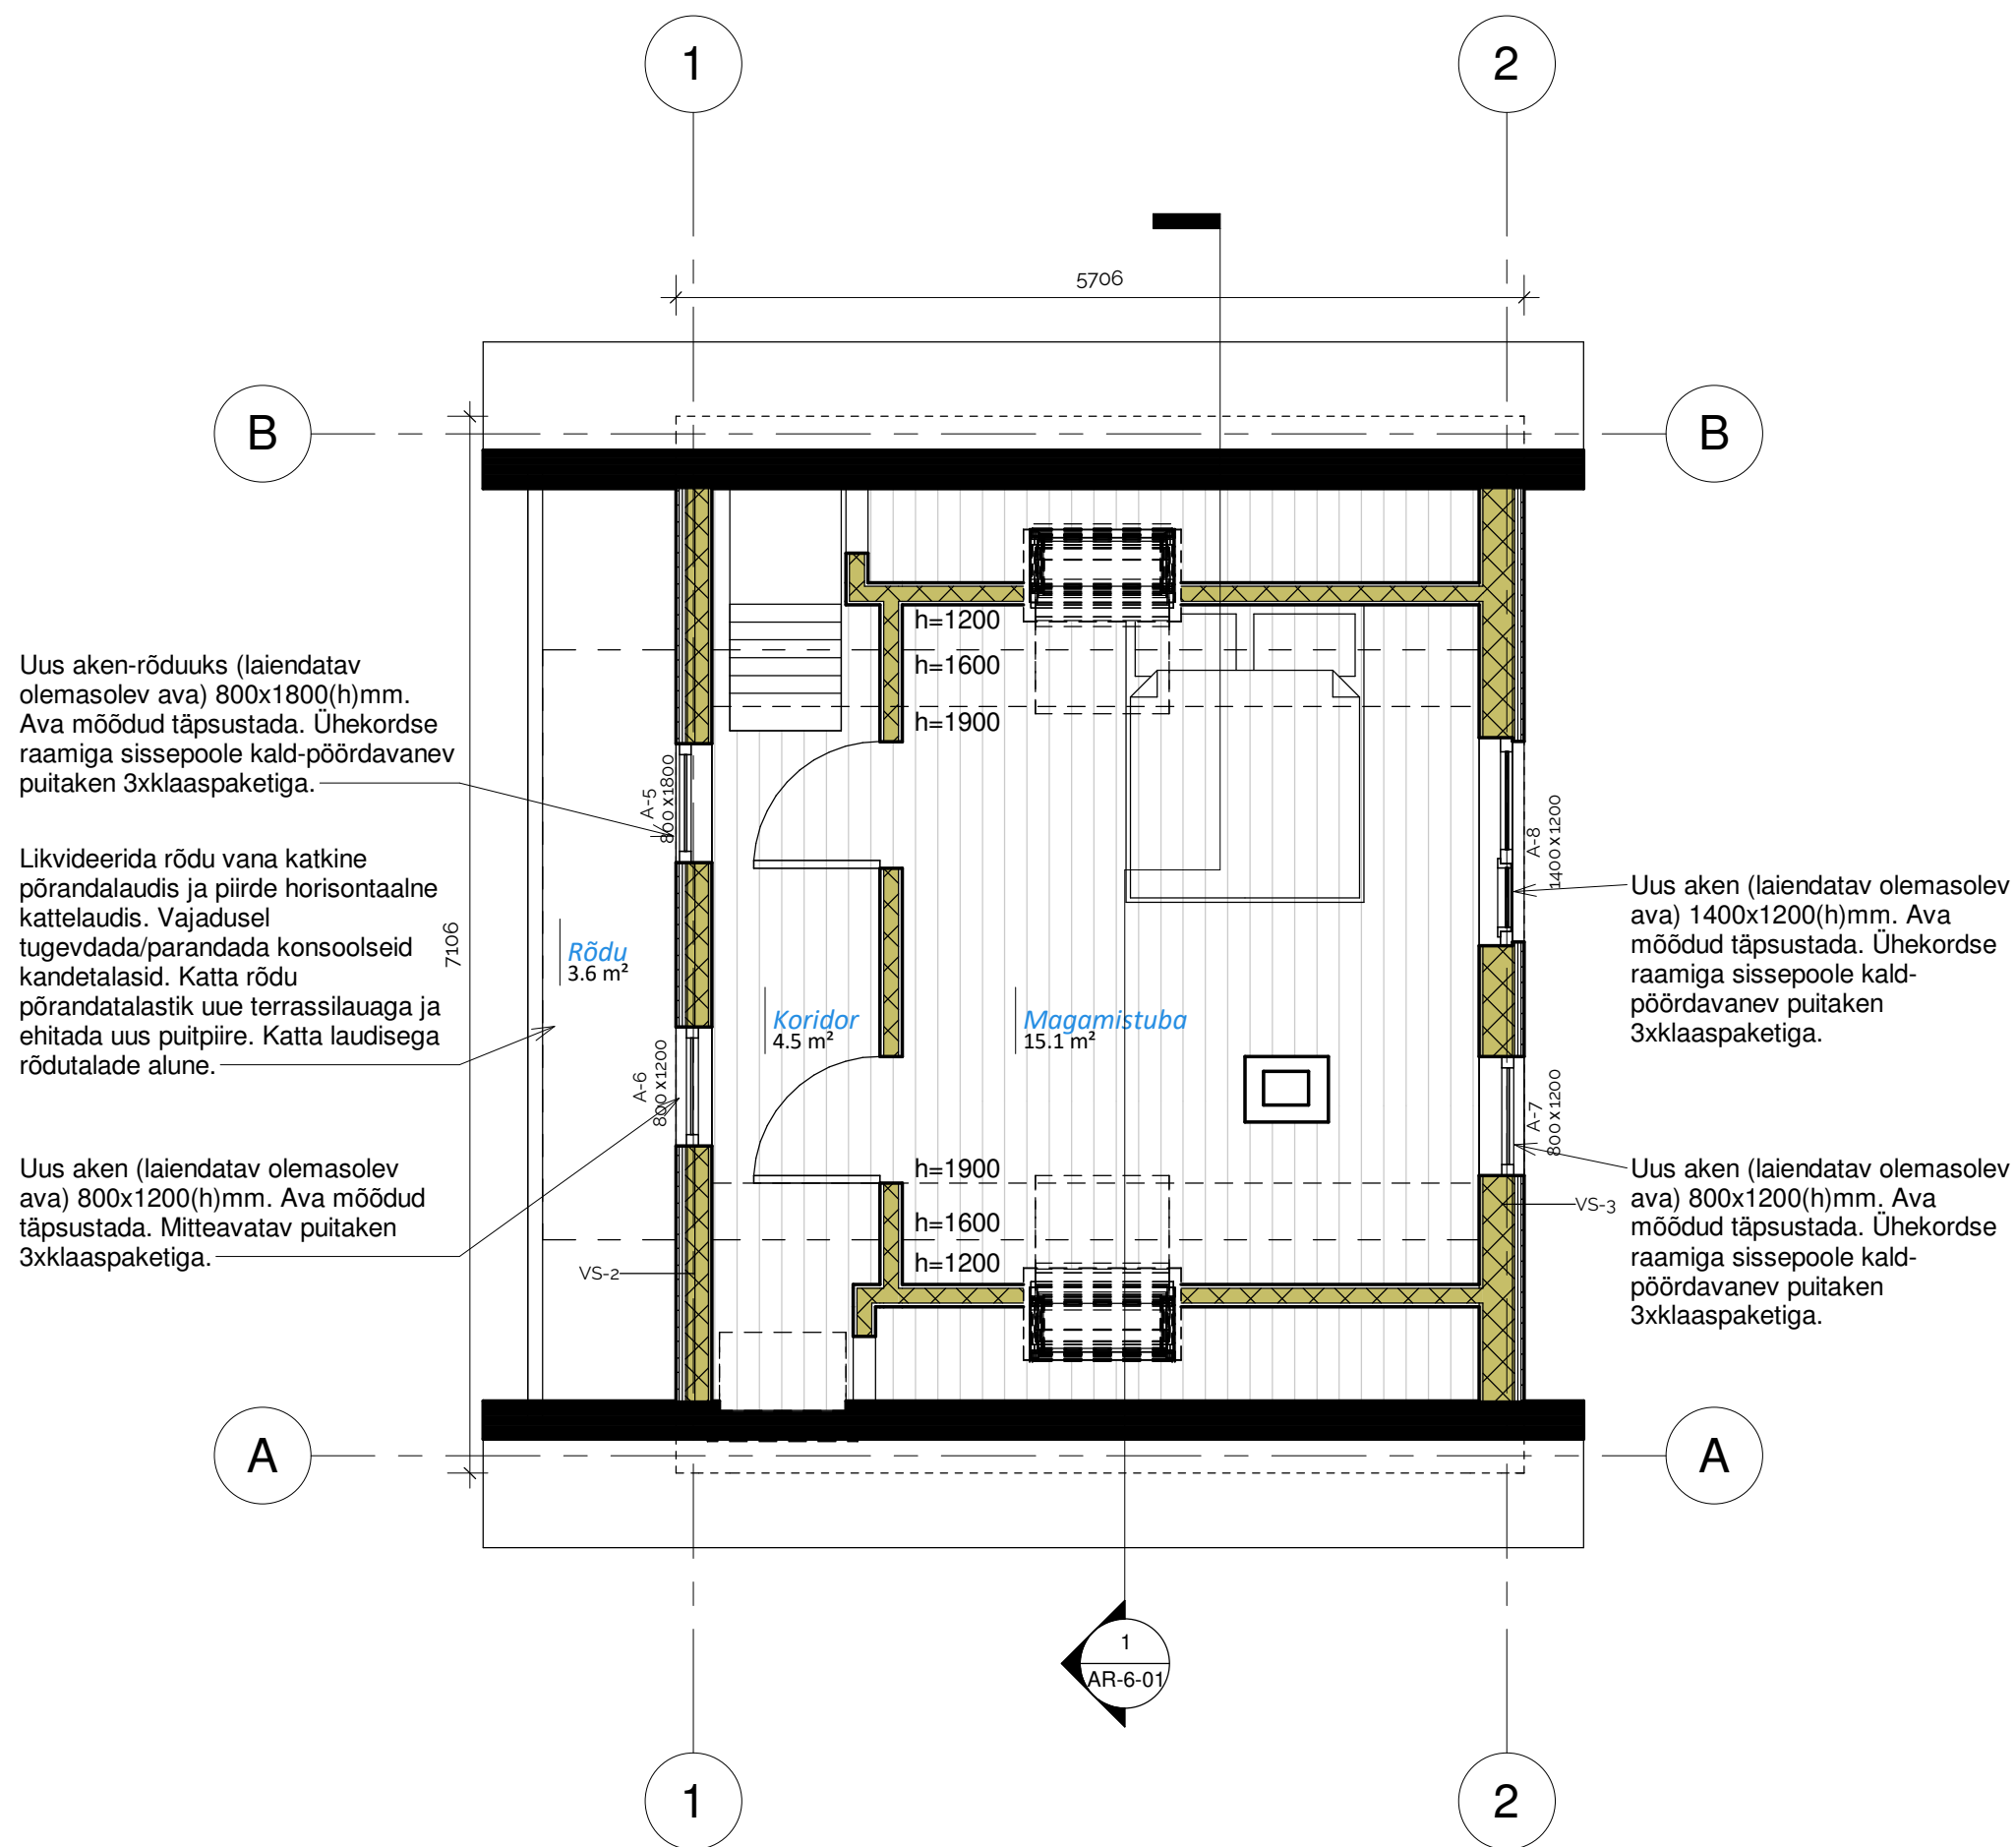 1
2
5706
B
B
h=1200
h=1600
h=1900
Uus aken-rõduuks (laiendatav
olemasolev ava) 800x1800(h)mm.
Ava mõõdud täpsustada. Ühekordse
raamiga sissepoole kald-pöördavanev
puitaken 3xklaaspaketiga.
A-5
800 x1800
A-8
1400x1200
Likvideerida rõdu vana katkine
põrandalaudis ja piirde horisontaalne
kattelaudis. Vajadusel
tugevdada/parandada konsoolseid
kandetalasid. Katta rõdu
põrandatalastik uue terrassilauaga ja
ehitada uus puitpiire. Katta laudisega
rõdutalade alune.
7106
Rõdu
3.6 m²
Koridor
4.5 m²
Magamistuba
15.1 m²
Uus aken (laiendatav olemasolev
ava) 1400x1200(h)mm. Ava
mõõdud täpsustada. Ühekordse
raamiga sissepoole kald-
pöördavanev puitaken
3xklaaspaketiga.
A-6
800 x1200
A-7
800 x1200
Uus aken (laiendatav olemasolev
ava) 800x1200(h)mm. Ava mõõdud
täpsustada. Mitteavatav puitaken
3xklaaspaketiga.
h=1900
h=1600
h=1200
VS-2
VS-3
Uus aken (laiendatav olemasolev
ava) 800x1200(h)mm. Ava
mõõdud täpsustada. Ühekordse
raamiga sissepoole kald-
pöördavanev puitaken
3xklaaspaketiga.
A
A
1
AR-6-01
1
2